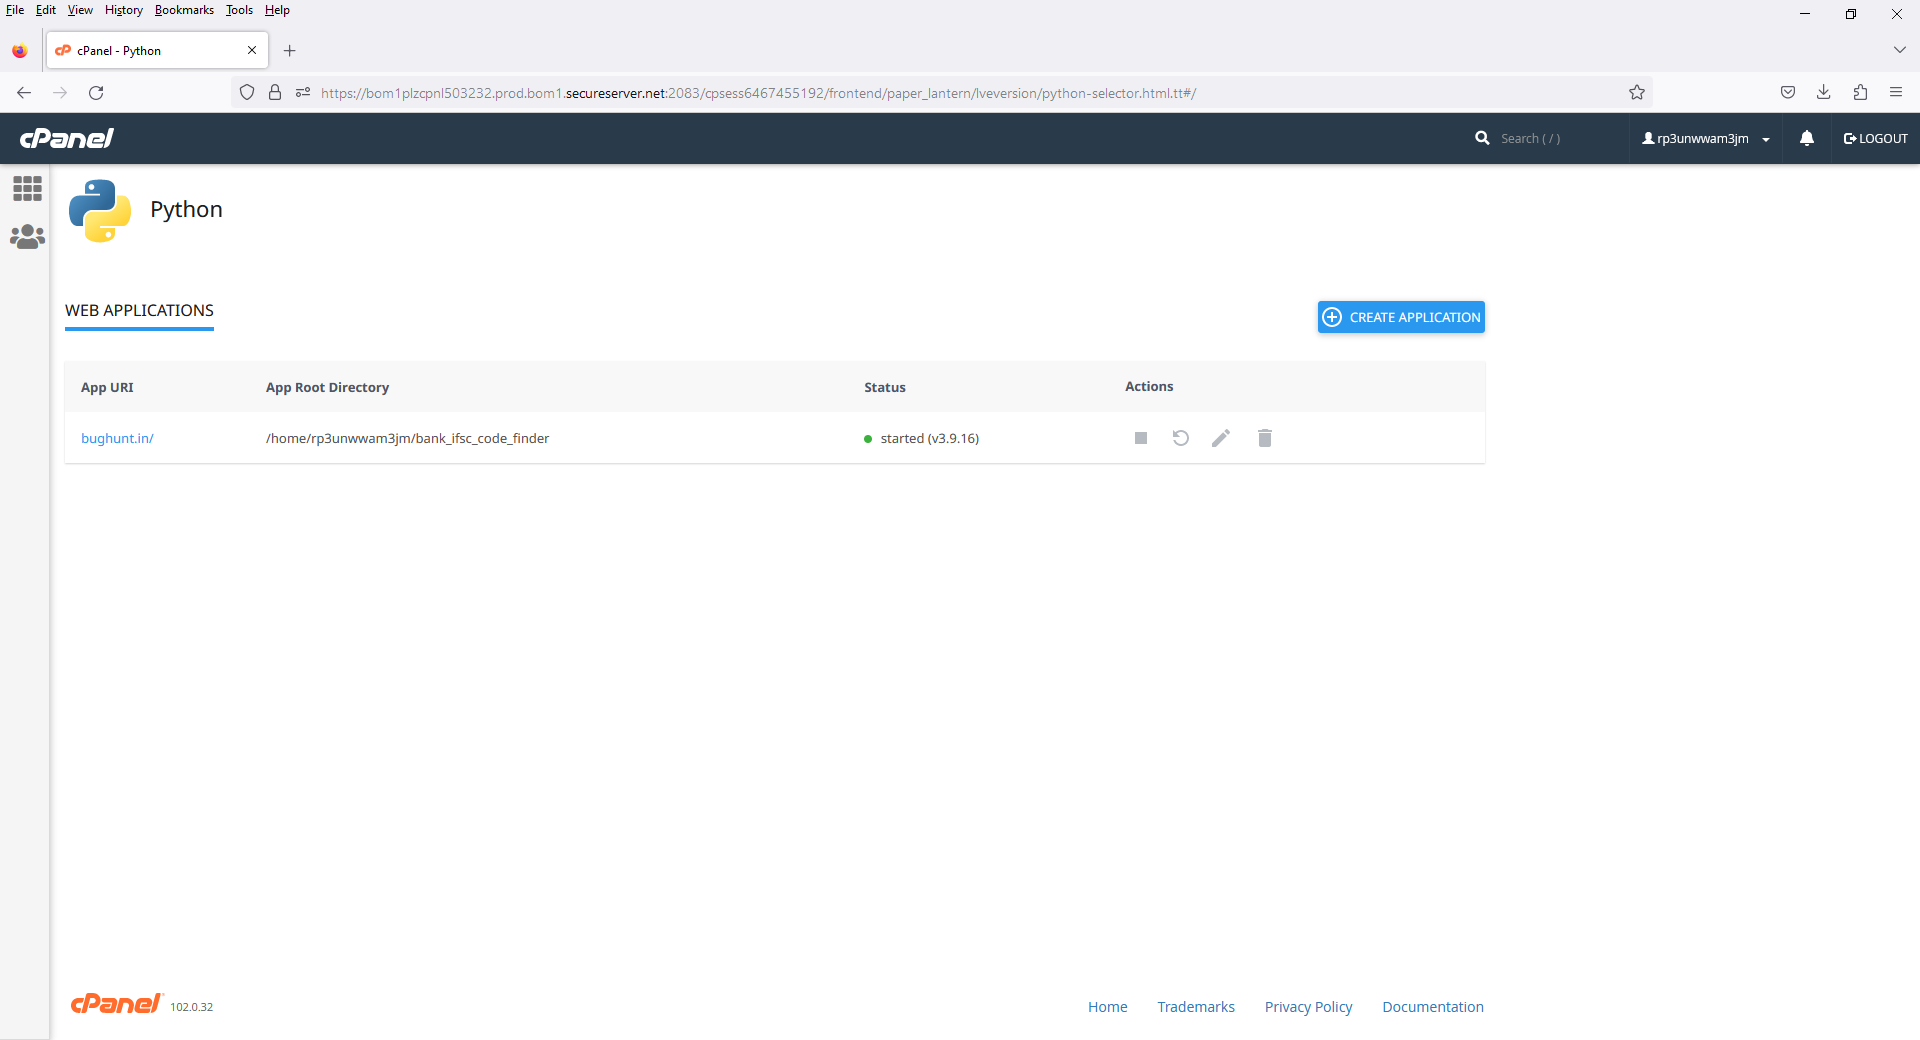 File Edit View History Bookmarks Tools Help
cPanel - Python
https://bom1plzcpnl503232.prod.bom1.secureserver.net:2083/cpsess6467455192/frontend/paper_lantern/lveversion/python-selector.html.tt#/
cPanel
Search ( / )
rp3unwwam3jm
LOGOUT
Python
WEB APPLICATIONS
CREATE APPLICATION
App URI App Root Directory Status Actions
bughunt.in/ /home/rp3unwwam3jm/bank_ifsc_code_finder started (v3.9.16)
cPanel 102.0.32
Home Trademarks Privacy Policy Documentation